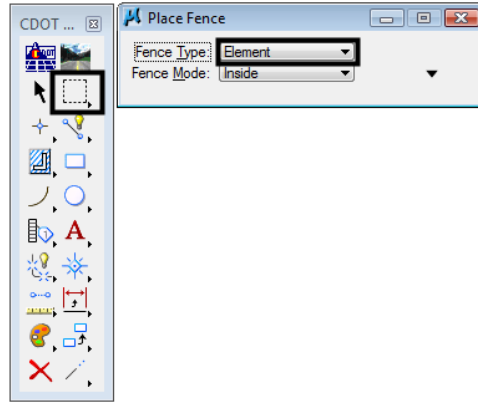 CDOT ...
Place Fence
Fence Type: Element
Fence Mode: Inside
A